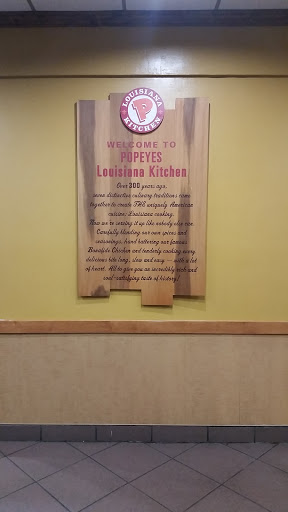 LOUISIANA
P
KITCHEN
WELCOME TO
POPEYES
Louisiana Kitchen
Over 300 years ago,
seven distinctive culinary traditions came
together to create THE uniquely American
cuisine: Louisiana cooking.
Now we're serving it up like nobody else can.
Carefully blending our own spices and
seasonings, hand battering our famous
Bonafide Chicken and tenderly cooking every
delicious bite long, slow and easy -- with a lot
of heart. All to give you an incredibly rich and
soul-satisfying taste of history!